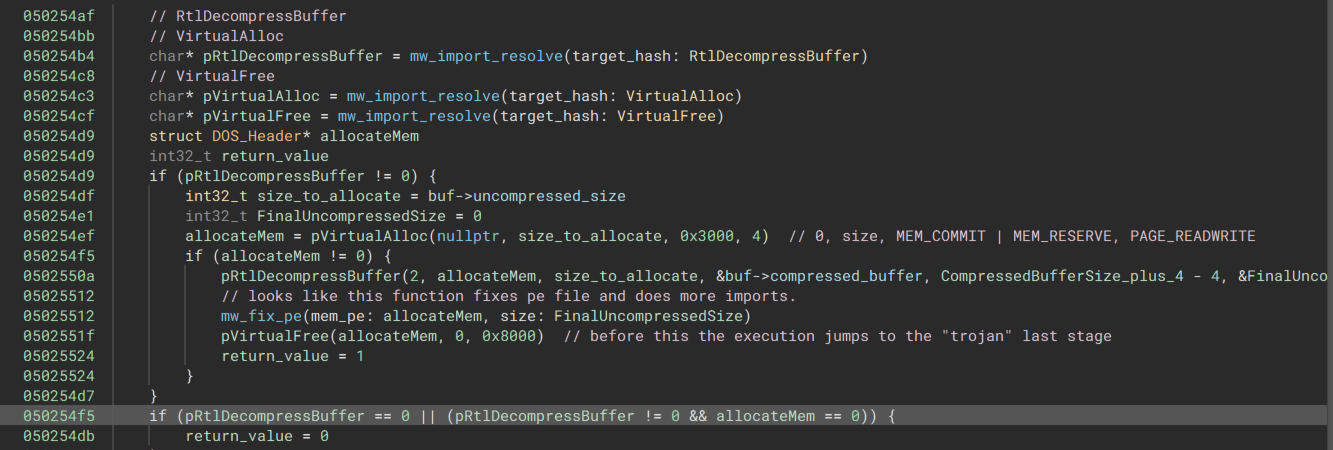 050254af // RtlDecompressBuffer
050254bb // VirtualAlloc
050254b4 char* pRtlDecompressBuffer = mw_import_resolve(target_hash: RtlDecompressBuffer)
050254c8 // VirtualFree
050254c3 char* pVirtualAlloc = mw_import_resolve(target_hash: VirtualAlloc)
050254cf char* pVirtualFree = mw_import_resolve(target_hash: VirtualFree)
050254d9 struct DOS_Header* allocateMem
050254d9 int32_t return_value
050254d9 if (pRtlDecompressBuffer != 0) {
050254df int32_t size_to_allocate = buf->uncompressed_size
050254e1 int32_t FinalUncompressedSize = 0
050254ef allocateMem = pVirtualAlloc(nullptr, size_to_allocate, 0x3000, 4) // 0, size, MEM_COMMIT | MEM_RESERVE, PAGE_READWRITE
050254f5 if (allocateMem != 0) {
0502550a pRtlDecompressBuffer(2, allocateMem, size_to_allocate, &buf->compressed_buffer, CompressedBufferSize_plus_4 - 4, &FinalUnco
05025512 // looks like this function fixes pe file and does more imports.
05025512 mw_fix_pe(mem_pe: allocateMem, size: FinalUncompressedSize)
0502551f pVirtualFree(allocateMem, 0, 0x8000) // before this the execution jumps to the "trojan" last stage
05025524 return_value = 1
05025524 }
050254d7 }
050254f5 if (pRtlDecompressBuffer == 0 || (pRtlDecompressBuffer != 0 && allocateMem == 0)) {
050254db return_value = 0